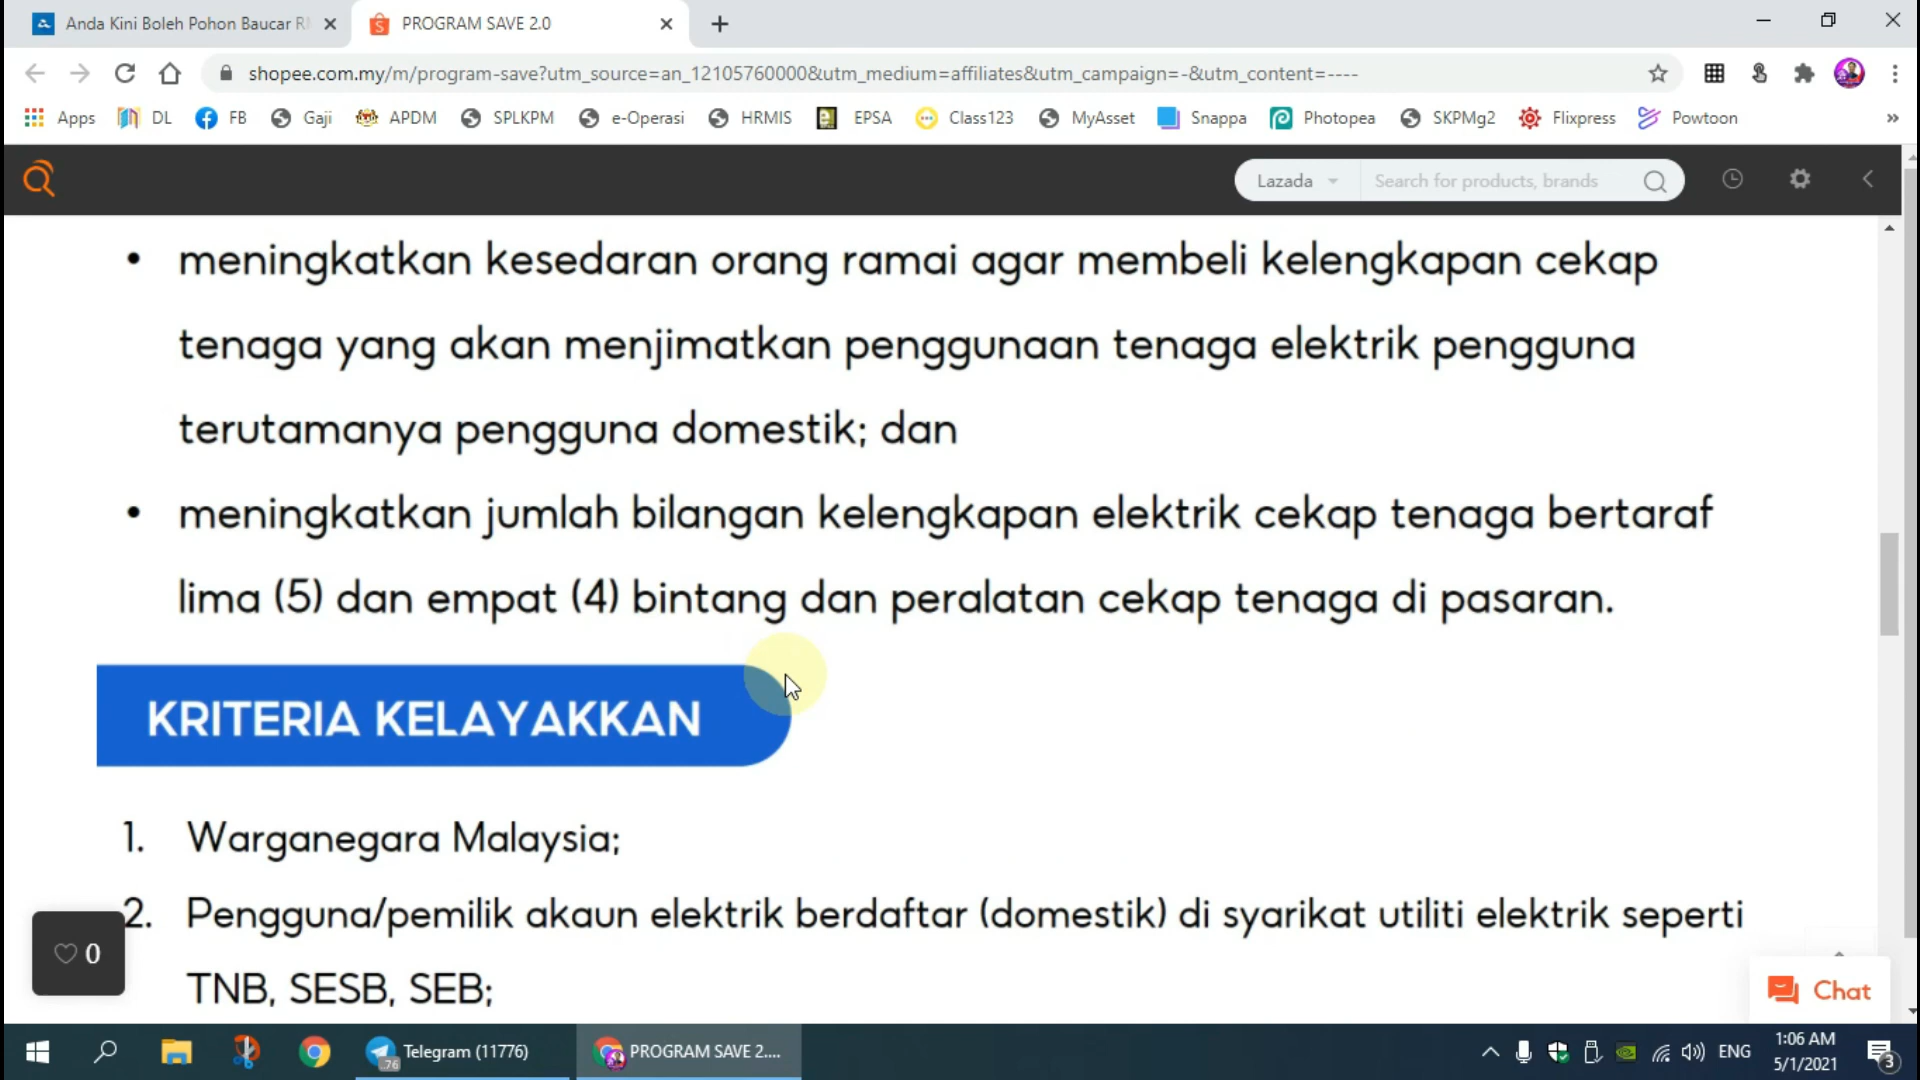 Anda Kini Boleh Pohon Baucar R
PROGRAM SAVE 2.0
shopee.com.my/m/program-save?utm_source=an_12105760000&utm_medium=affiliates&utm_campaign=-&utm_content=----
Apps DL FB Gaji APDM SPLKPM e-Operasi HRMIS EPSA Class123 MyAsset Snappa Photopea SKPMg2 Flixpress Powtoon »
Lazada Search for products, brands
• meningkatkan kesedaran orang ramai agar membeli kelengkapan cekap
tenaga yang akan menjimatkan penggunaan tenaga elektrik pengguna
terutamanya pengguna domestik; dan
• meningkatkan jumlah bilangan kelengkapan elektrik cekap tenaga bertaraf
lima (5) dan empat (4) bintang dan peralatan cekap tenaga di pasaran.
KRITERIA KELAYAKKAN
1. Warganegara Malaysia;
2. Pengguna/pemilik akaun elektrik berdaftar (domestik) di syarikat utiliti elektrik seperti
TNB, SESB, SEB;
0
Chat
Telegram (11776)
.76
PROGRAM SAVE 2....
ENG
1:06 AM
5/1/2021
3